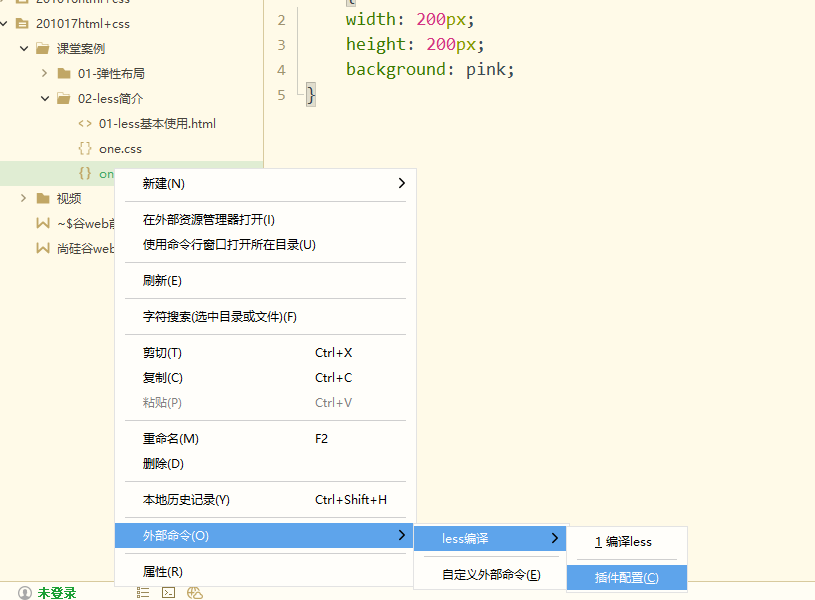 201017html+css
课堂案例
01-弹性布局
02-less简介
<> 01-less基本使用.html
{} one.css
{} on
视频
~$谷web前
尚硅谷web
2 width: 200px;
3 height: 200px;
4 background: pink;
5 }
新建(N)
在外部资源管理器打开(I)
使用命令行窗口打开所在目录(U)
刷新(E)
字符搜索(选中目录或文件)(F)
剪切(T) Ctrl+X
复制(C) Ctrl+C
粘贴(P) Ctrl+V
重命名(M) F2
删除(D)
本地历史记录(Y) Ctrl+Shift+H
外部命令(O)
属性(R)
less编译
自定义外部命令(E)
1 编译less
插件配置(C)
未登录